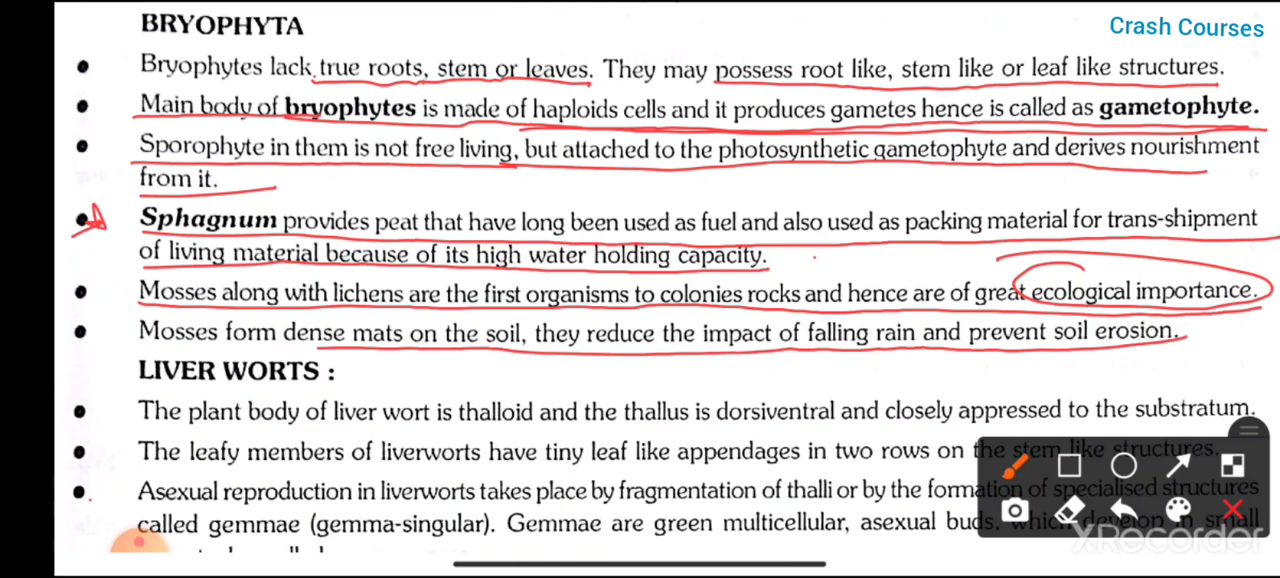 BRYOPHYTA
Crash Courses
• Bryophytes lack true roots, stem or leaves. They may possess root like, stem like or leaf like structures.
• Main body of bryophytes is made of haploids cells and it produces gametes hence is called as gametophyte.
• Sporophyte in them is not free living, but attached to the photosynthetic gametophyte and derives nourishment
from it.
• Sphagnum provides peat that have long been used as fuel and also used as packing material for trans-shipment
of living material because of its high water holding capacity.
• Mosses along with lichens are the first organisms to colonies rocks and hence are of great ecological importance.
• Mosses form dense mats on the soil, they reduce the impact of falling rain and prevent soil erosion.
LIVER WORTS :
• The plant body of liver wort is thalloid and the thallus is dorsiventral and closely appressed to the substratum.
• The leafy members of liverworts have tiny leaf like appendages in two rows on the stem like structures.
• Asexual reproduction in liverworts takes place by fragmentation of thalli or by the formation of specialised structures
called gemmae (gemma-singular). Gemmae are green multicellular, asexual buds, which develop in small
XRecorder